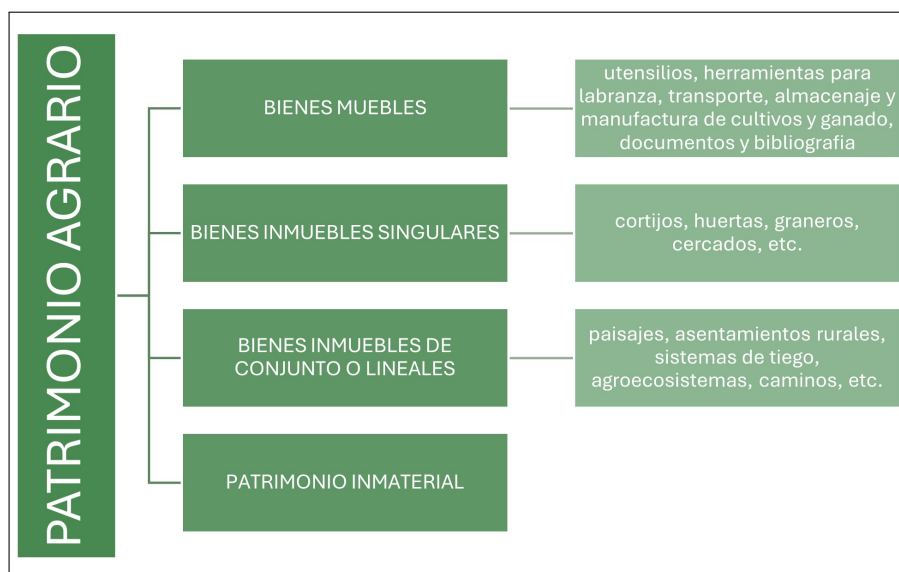 PATRIMONIO AGRARIO
BIENES MUEBLES
utensilios, herramientas para
labranza, transporte, almacenaje y
manufactura de cultivos y ganado,
documentos y bibliografia
BIENES INMUEBLES SINGULARES
cortijos, huertas, graneros,
cercados, etc.
BIENES INMUEBLES DE
CONJUNTO O LINEALES
paisajes, asentamientos rurales,
sistemas de tiego,
agroecosistemas, caminos, etc.
PATRIMONIO INMATERIAL